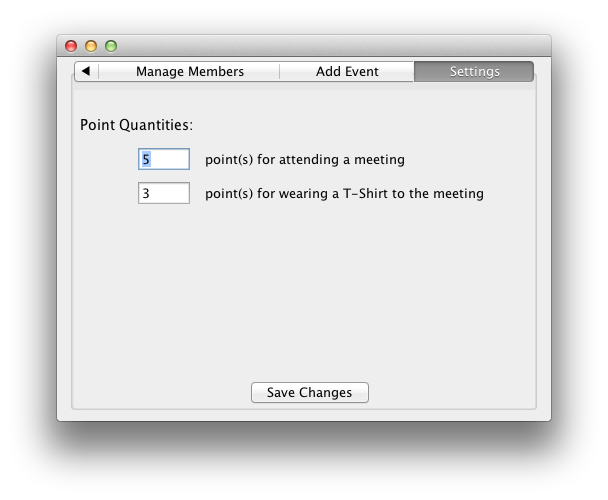 ◀ Manage Members Add Event Settings
Point Quantities:
5 point(s) for attending a meeting
3 point(s) for wearing a T-Shirt to the meeting
Save Changes